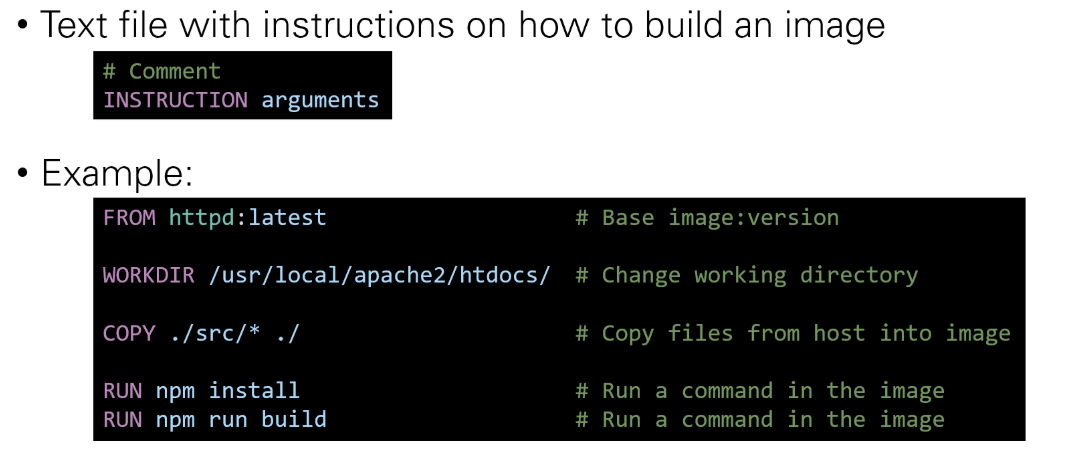 • Text file with instructions on how to build an image
# Comment
INSTRUCTION arguments
• Example:
FROM httpd:latest # Base image:version
WORKDIR /usr/local/apache2/htdocs/ # Change working directory
COPY ./src/* ./ # Copy files from host into image
RUN npm install # Run a command in the image
RUN npm run build # Run a command in the image